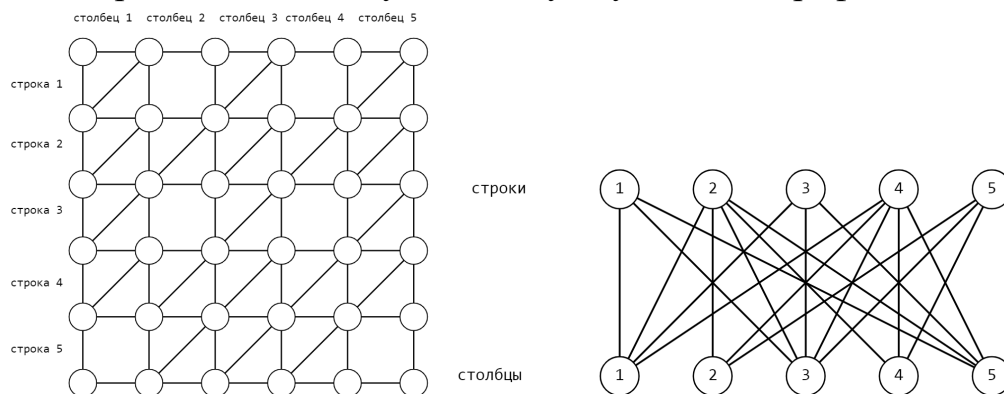 столбец 1 столбец 2 столбец 3 столбец 4 столбец 5
строка 1
строка 2
строка 3
строка 4
строка 5
строки 1 2 3 4 5
столбцы 1 2 3 4 5